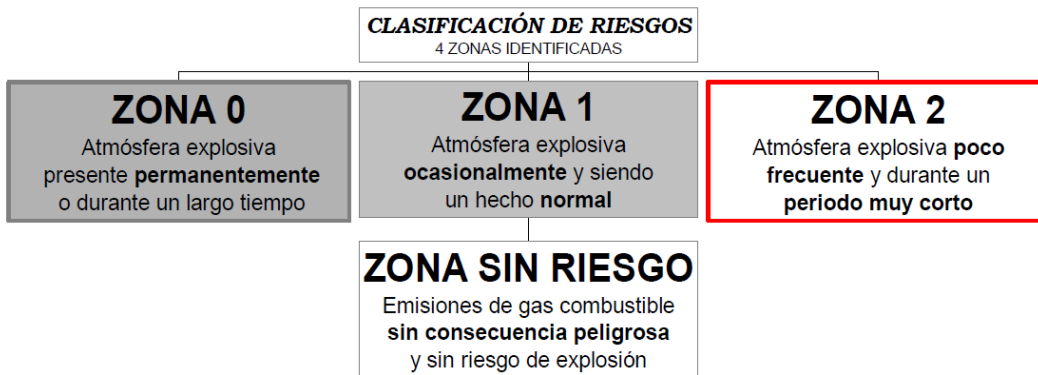 CLASIFICACIÓN DE RIESGOS
4 ZONAS IDENTIFICADAS
ZONA 0
Atmósfera explosiva
presente permanentemente
o durante un largo tiempo
ZONA 1
Atmósfera explosiva
ocasionalmente y siendo
un hecho normal
ZONA 2
Atmósfera explosiva poco
frecuente y durante un
periodo muy corto
ZONA SIN RIESGO
Emisiones de gas combustible
sin consecuencia peligrosa
y sin riesgo de explosión